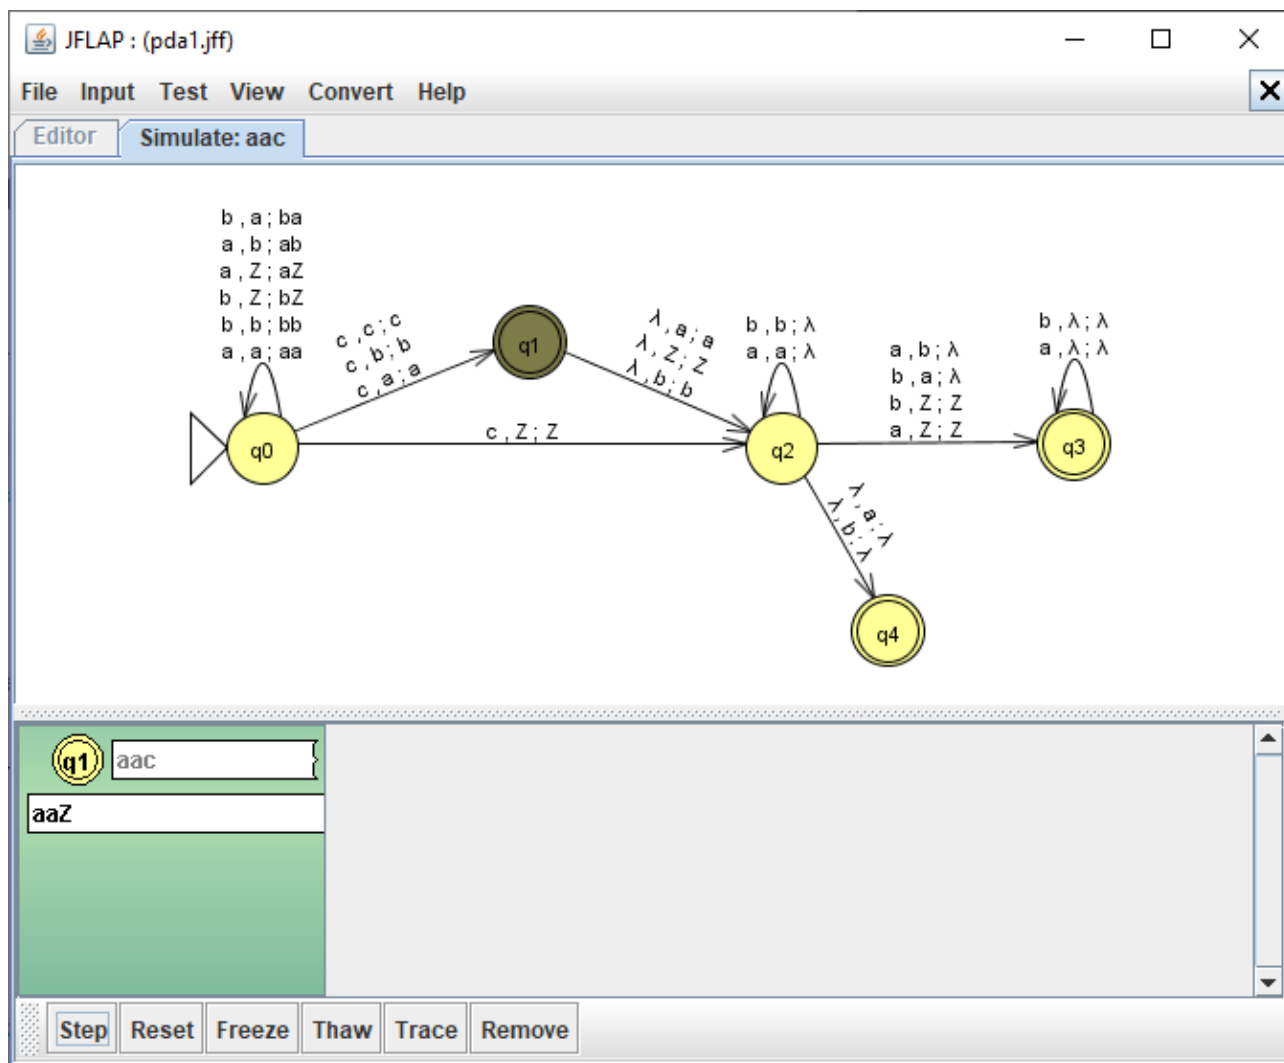 JFLAP : (pda1.jff)
File Input Test View Convert Help
Editor Simulate: aac
b , a ; ba
a , b ; ab
a , Z ; aZ
b , Z ; bZ
b , b ; bb
a , a ; aa
c , c ; c
c , b ; b
c , a ; a
q1
λ , a ; a
λ , Z ; Z
λ , b ; b
b , b ; λ
a , a ; λ
a , b ; λ
b , a ; λ
b , Z ; Z
a , Z ; Z
b , λ ; λ
a , λ ; λ
q0
c , Z ; Z
q2
q3
λ , a ; λ
λ , b ; λ
q4
q1 aac
aaZ
Step Reset Freeze Thaw Trace Remove